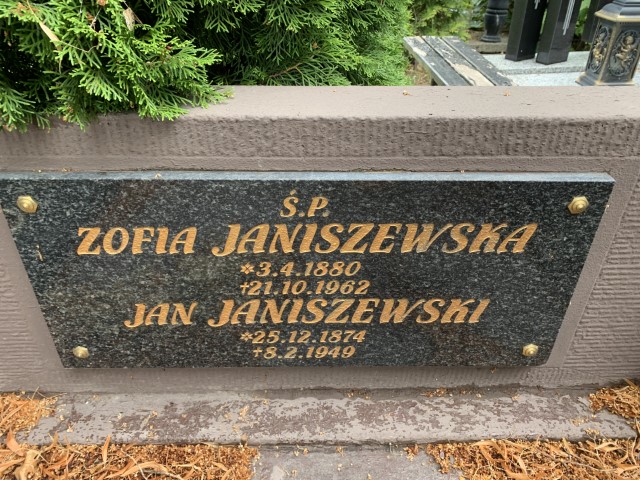 Ś.P.
ZOFIA JANISZEWSKA
*3.4.1880
+21.10.1962
JAN JANISZEWSKI
*25.12.1874
+8.2.1949